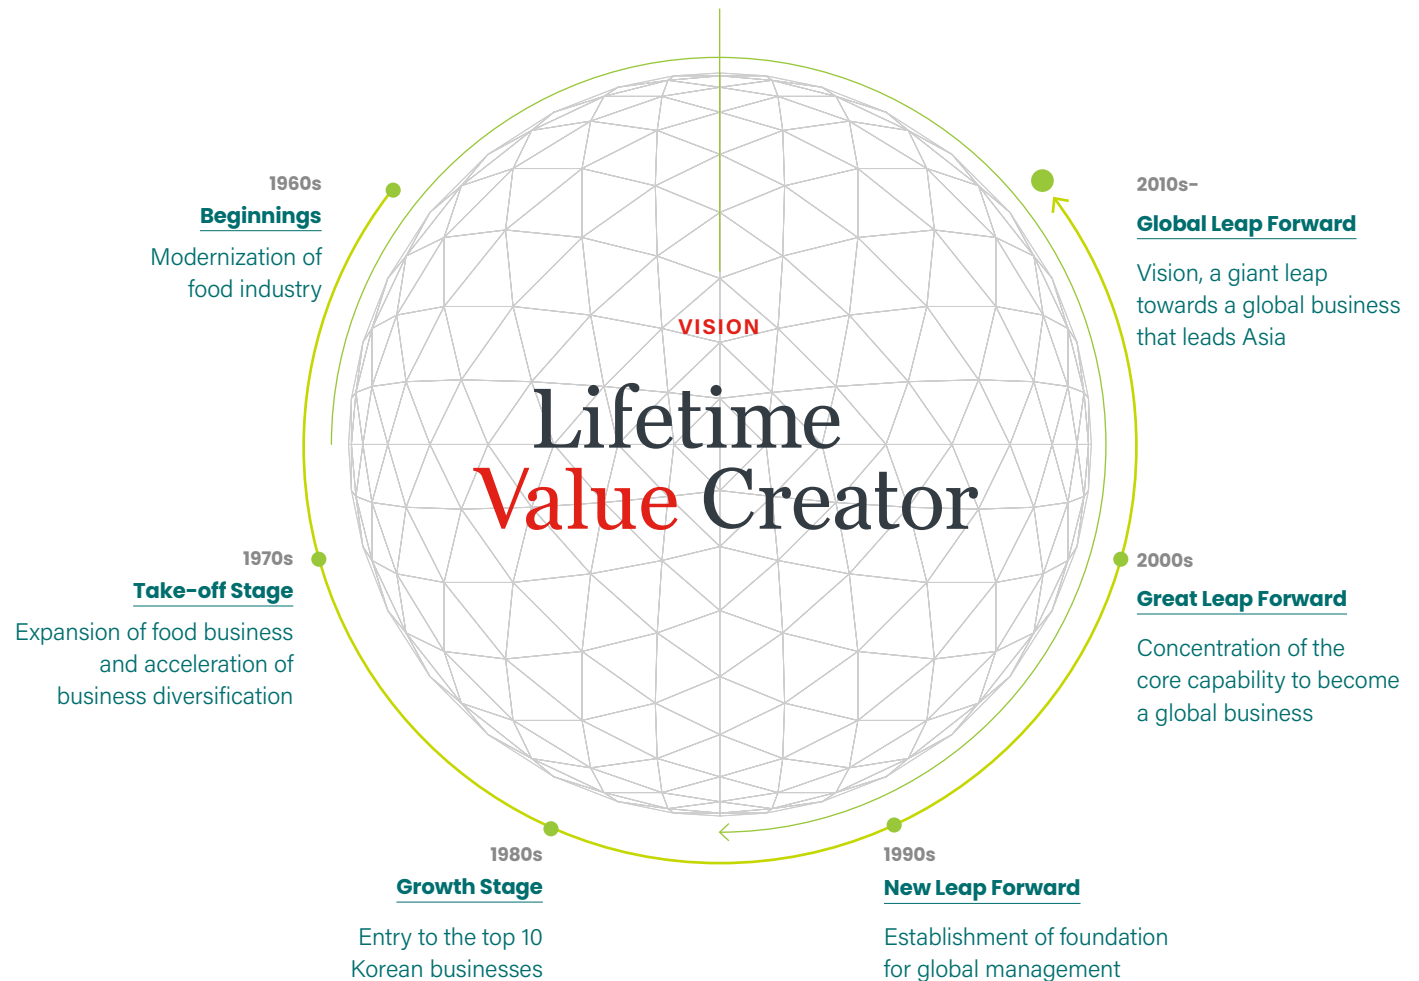 VISION
Lifetime
Value Creator
1960s
Beginnings
Modernization of
food industry
1970s
Take-off Stage
Expansion of food business
and acceleration of
business diversification
1980s
Growth Stage
Entry to the top 10
Korean businesses
1990s
New Leap Forward
Establishment of foundation
for global management
2000s
Great Leap Forward
Concentration of the
core capability to become
a global business
2010s-
Global Leap Forward
Vision, a giant leap
towards a global business
that leads Asia